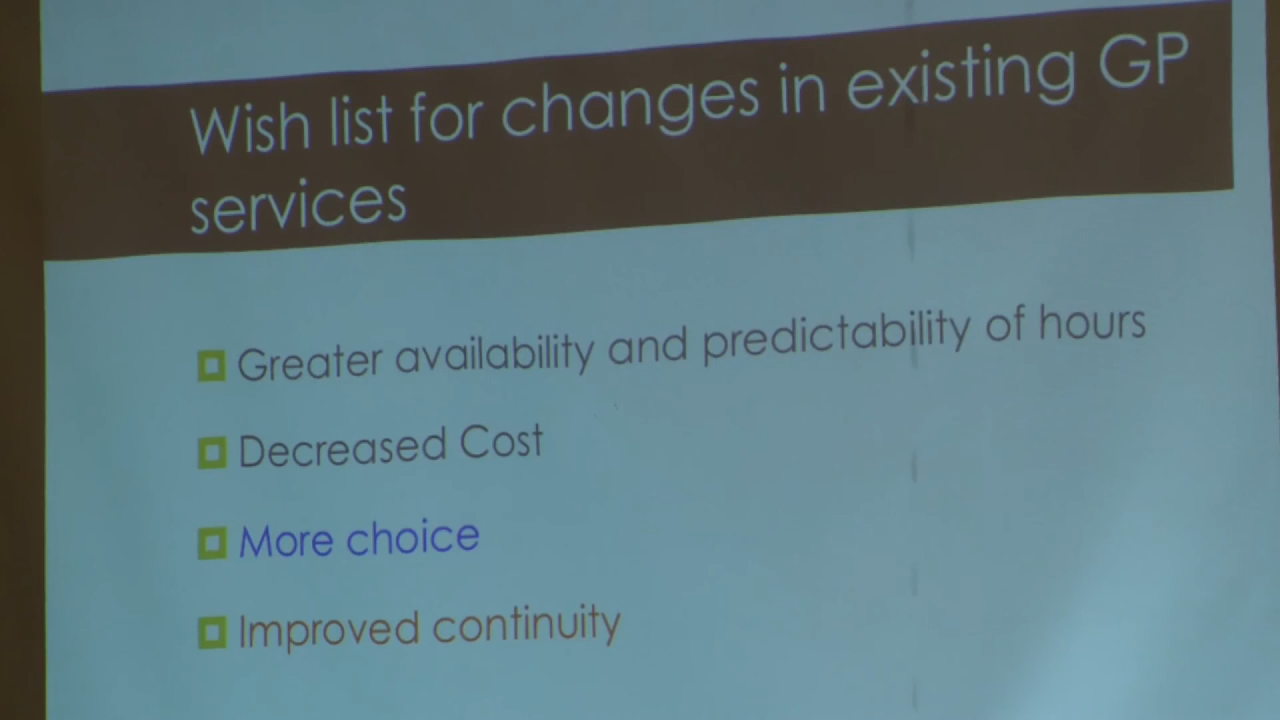 Wish list for changes in existing GP
services
Greater availability and predictability of hours
Decreased Cost
More choice
Improved continuity